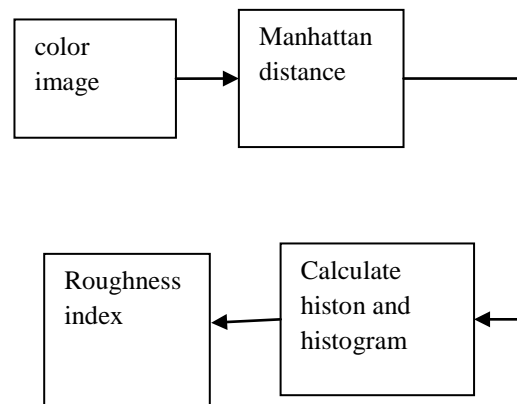 color
image
Manhattan
distance
Calculate
histon and
histogram
Roughness
index